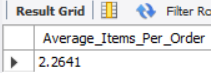 Result Grid Filter Ro
Average_Items_Per_Order
2.2641